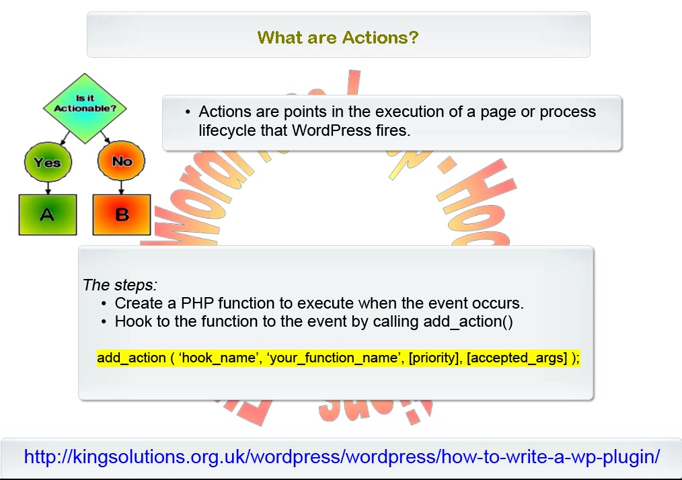 What are Actions?
Is it
Actionable?
Yes
No
A
B
• Actions are points in the execution of a page or process
lifecycle that WordPress fires.
The steps:
• Create a PHP function to execute when the event occurs.
• Hook to the function to the event by calling add_action()
add_action ( ‘hook_name’, ‘your_function_name’, [priority], [accepted_args] );
http://kingsolutions.org.uk/wordpress/wordpress/how-to-write-a-wp-plugin/